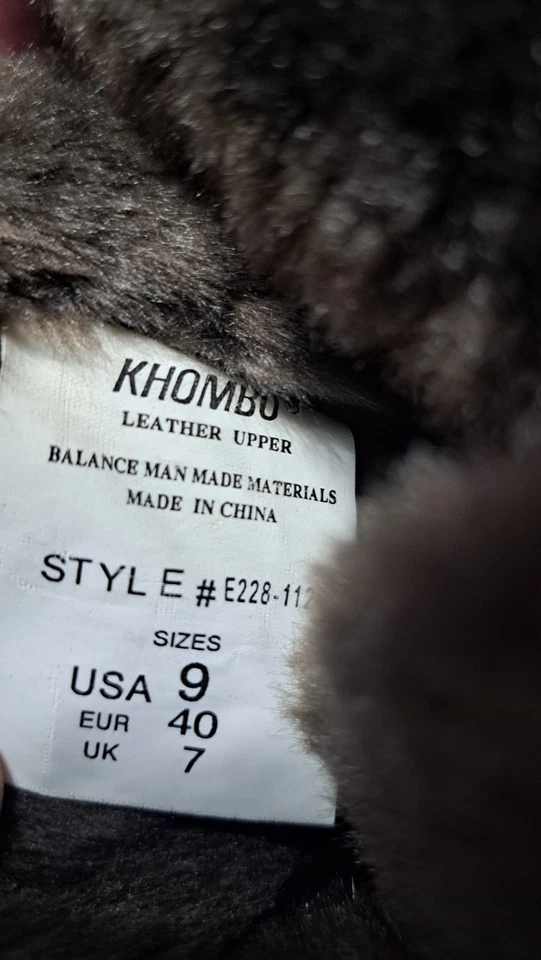 KHOMBU
LEATHER UPPER
BALANCE MAN MADE MATERIALS
MADE IN CHINA
STYLE # E228-112
SIZES
USA 9
EUR 40
UK 7